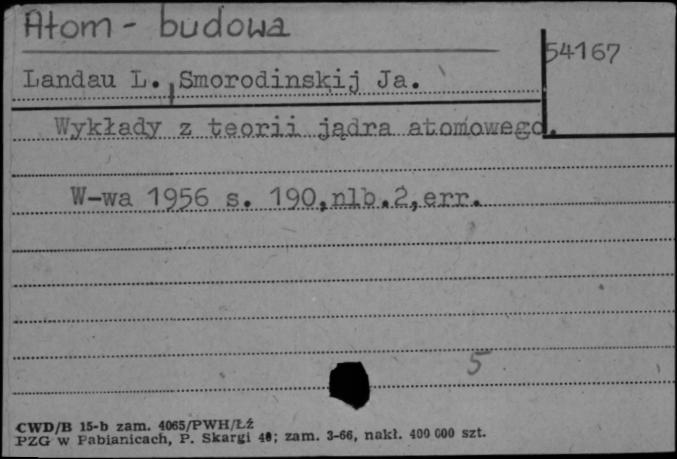 Atom - budowa
54167
Landau L., Smorodinskij Ja.
Wykłady z teorii jądra atomowego.
W-wa 1956 s. 190,nlb.2,err.
5
CWD/B 15-b zam. 4065/PWH/Łź
PZG w Pabianicach, P. Skargi 40; zam. 3-66, nakł. 400 000 szt.